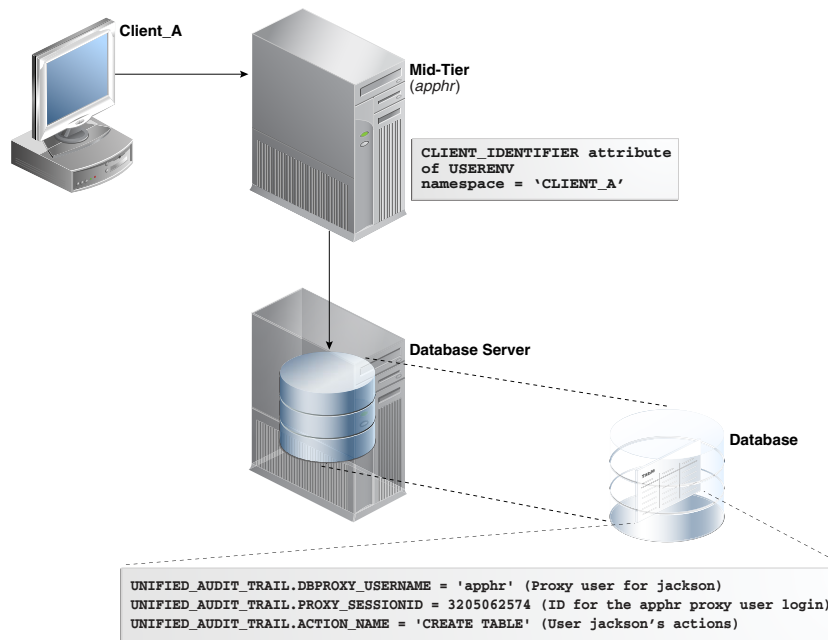 Client_A
Mid-Tier
(apphr)
CLIENT_IDENTIFIER attribute
of USERENV
namespace = ‘CLIENT_A’
Database Server
Database
UNIFIED_AUDIT_TRAIL.DBPROXY_USERNAME = 'apphr' (Proxy user for jackson)
UNIFIED_AUDIT_TRAIL.PROXY_SESSIONID = 3205062574 (ID for the apphr proxy user login)
UNIFIED_AUDIT_TRAIL.ACTION_NAME = 'CREATE TABLE' (User jackson's actions)